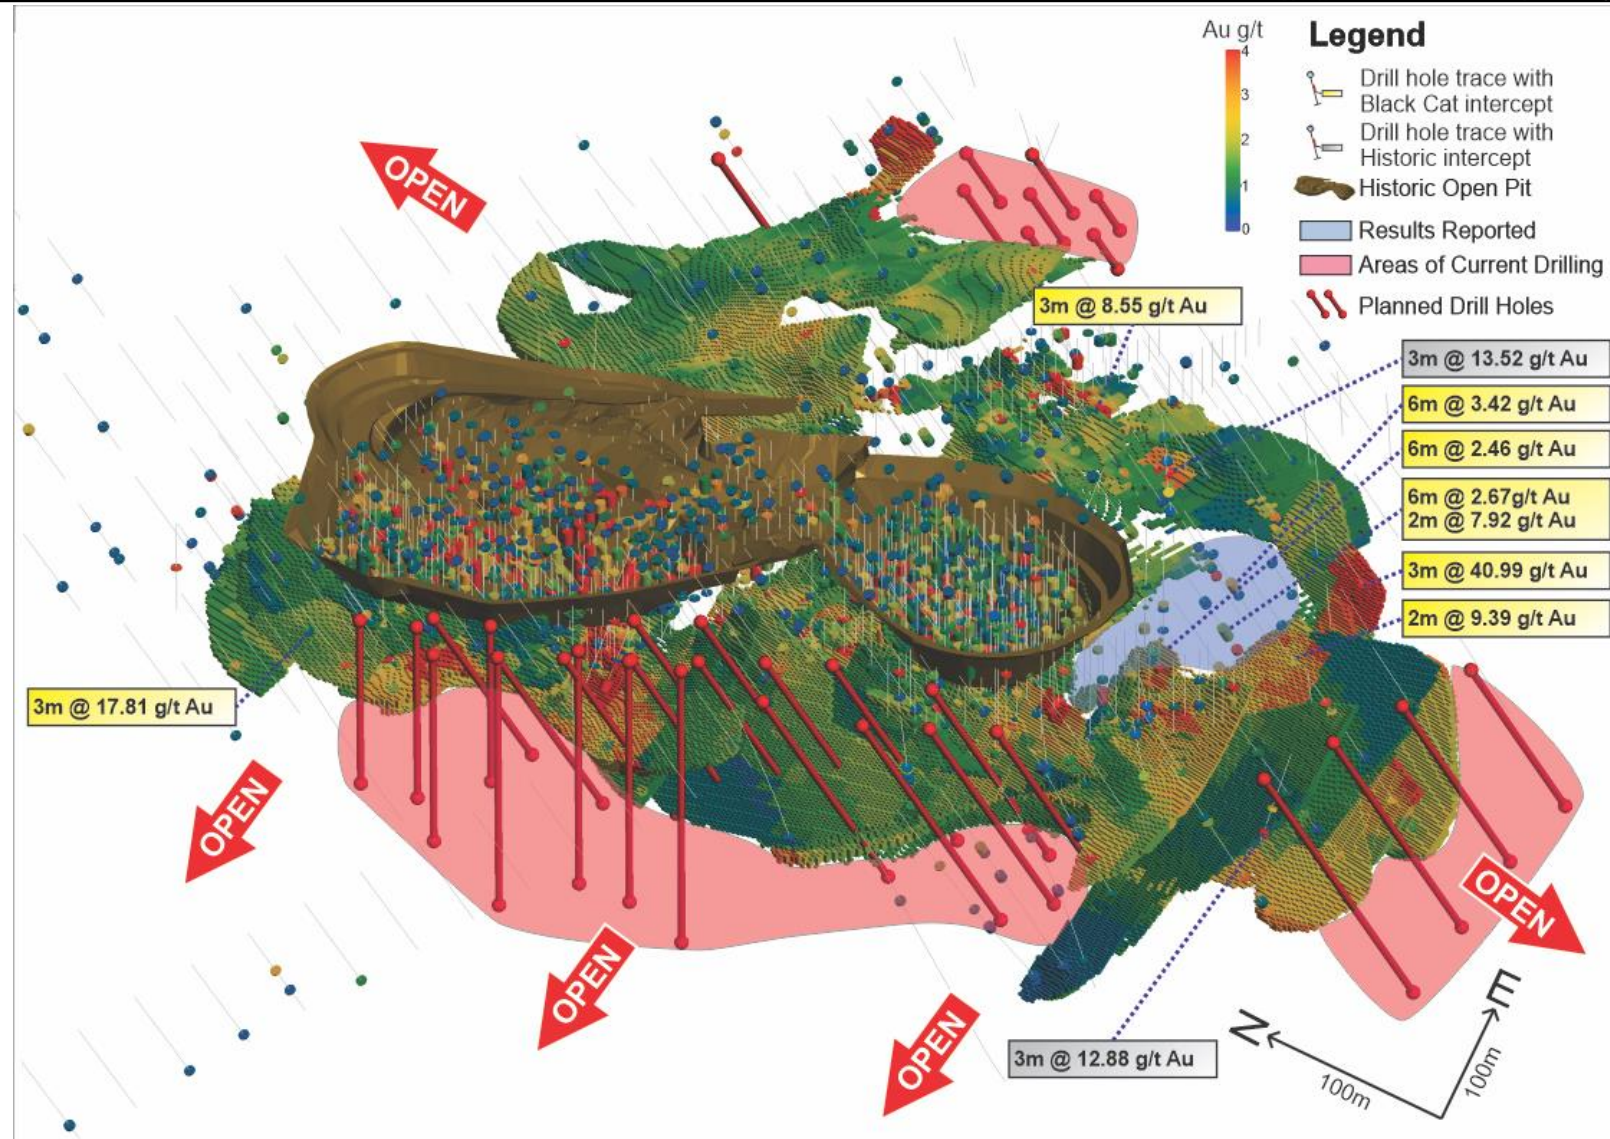 Au g/t
4
3
2
1
0
Legend
Drill hole trace with
Black Cat intercept
Drill hole trace with
Historic intercept
Historic Open Pit
Results Reported
Areas of Current Drilling
Planned Drill Holes
OPEN
3m @ 8.55 g/t Au
3m @ 13.52 g/t Au
6m @ 3.42 g/t Au
6m @ 2.46 g/t Au
6m @ 2.67g/t Au
2m @ 7.92 g/t Au
3m @ 40.99 g/t Au
2m @ 9.39 g/t Au
3m @ 17.81 g/t Au
OPEN
OPEN
OPEN
OPEN
3m @ 12.88 g/t Au
N
E
100m
100m